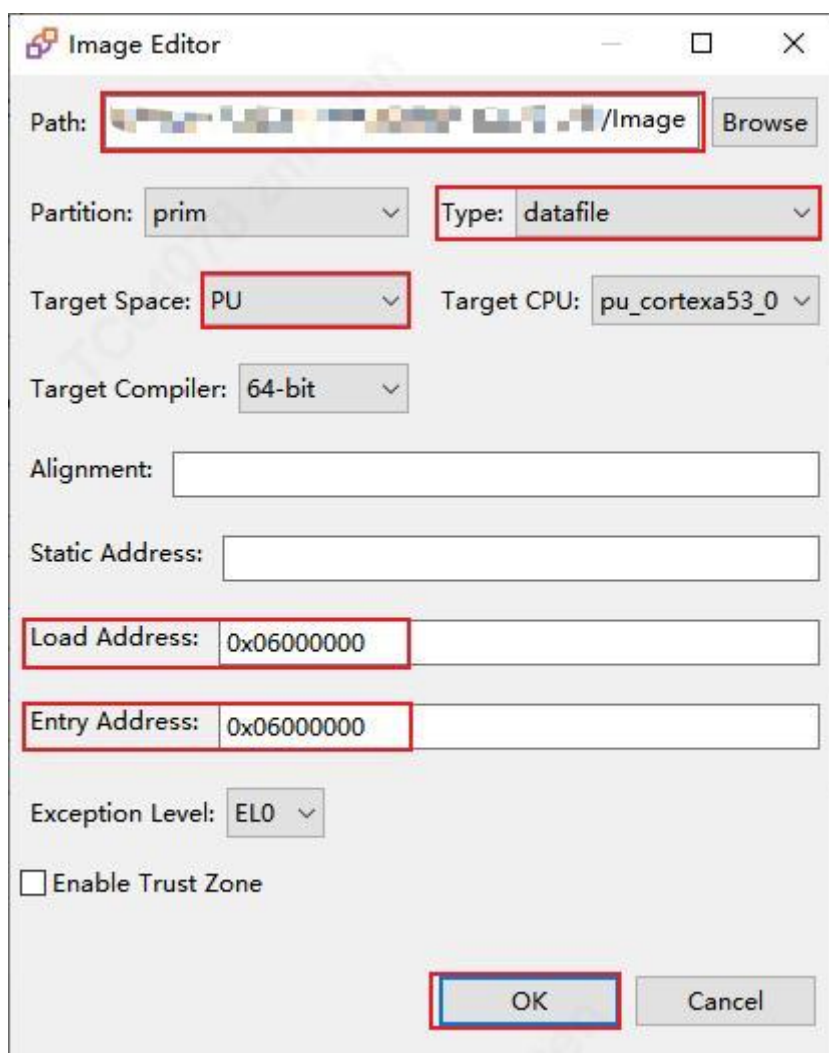 Image Editor
Path: /Image Browse
Partition: prim Type: datafile
Target Space: PU Target CPU: pu_cortexa53_0
Target Compiler: 64-bit
Alignment:
Static Address:
Load Address: 0x06000000
Entry Address: 0x06000000
Exception Level: EL0
Enable Trust Zone
OK Cancel